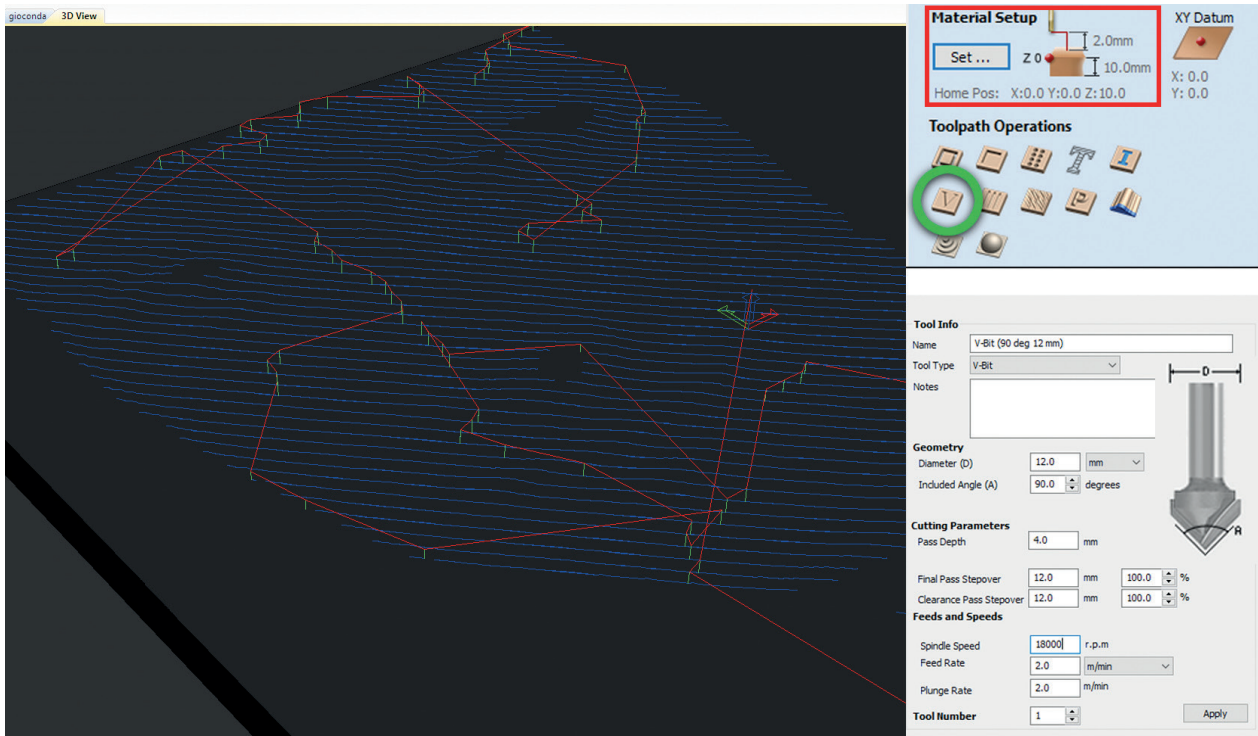 gioconda 3D View
Material Setup
XY Datum
2.0mm
Set ...
Z 0
10.0mm
X: 0.0
Y: 0.0
Home Pos: X:0.0 Y:0.0 Z:10.0
Toolpath Operations
T I
V P
Tool Info
Name V-Bit (90 deg 12 mm)
Tool Type V-Bit
Notes
D
Geometry
Diameter (D) 12.0 mm
Included Angle (A) 90.0 degrees
A
Cutting Parameters
Pass Depth 4.0 mm
Final Pass Stepover 12.0 mm 100.0 %
Clearance Pass Stepover 12.0 mm 100.0 %
Feeds and Speeds
Spindle Speed 18000 r.p.m
Feed Rate 2.0 m/min
Plunge Rate 2.0 m/min
Tool Number 1
Apply